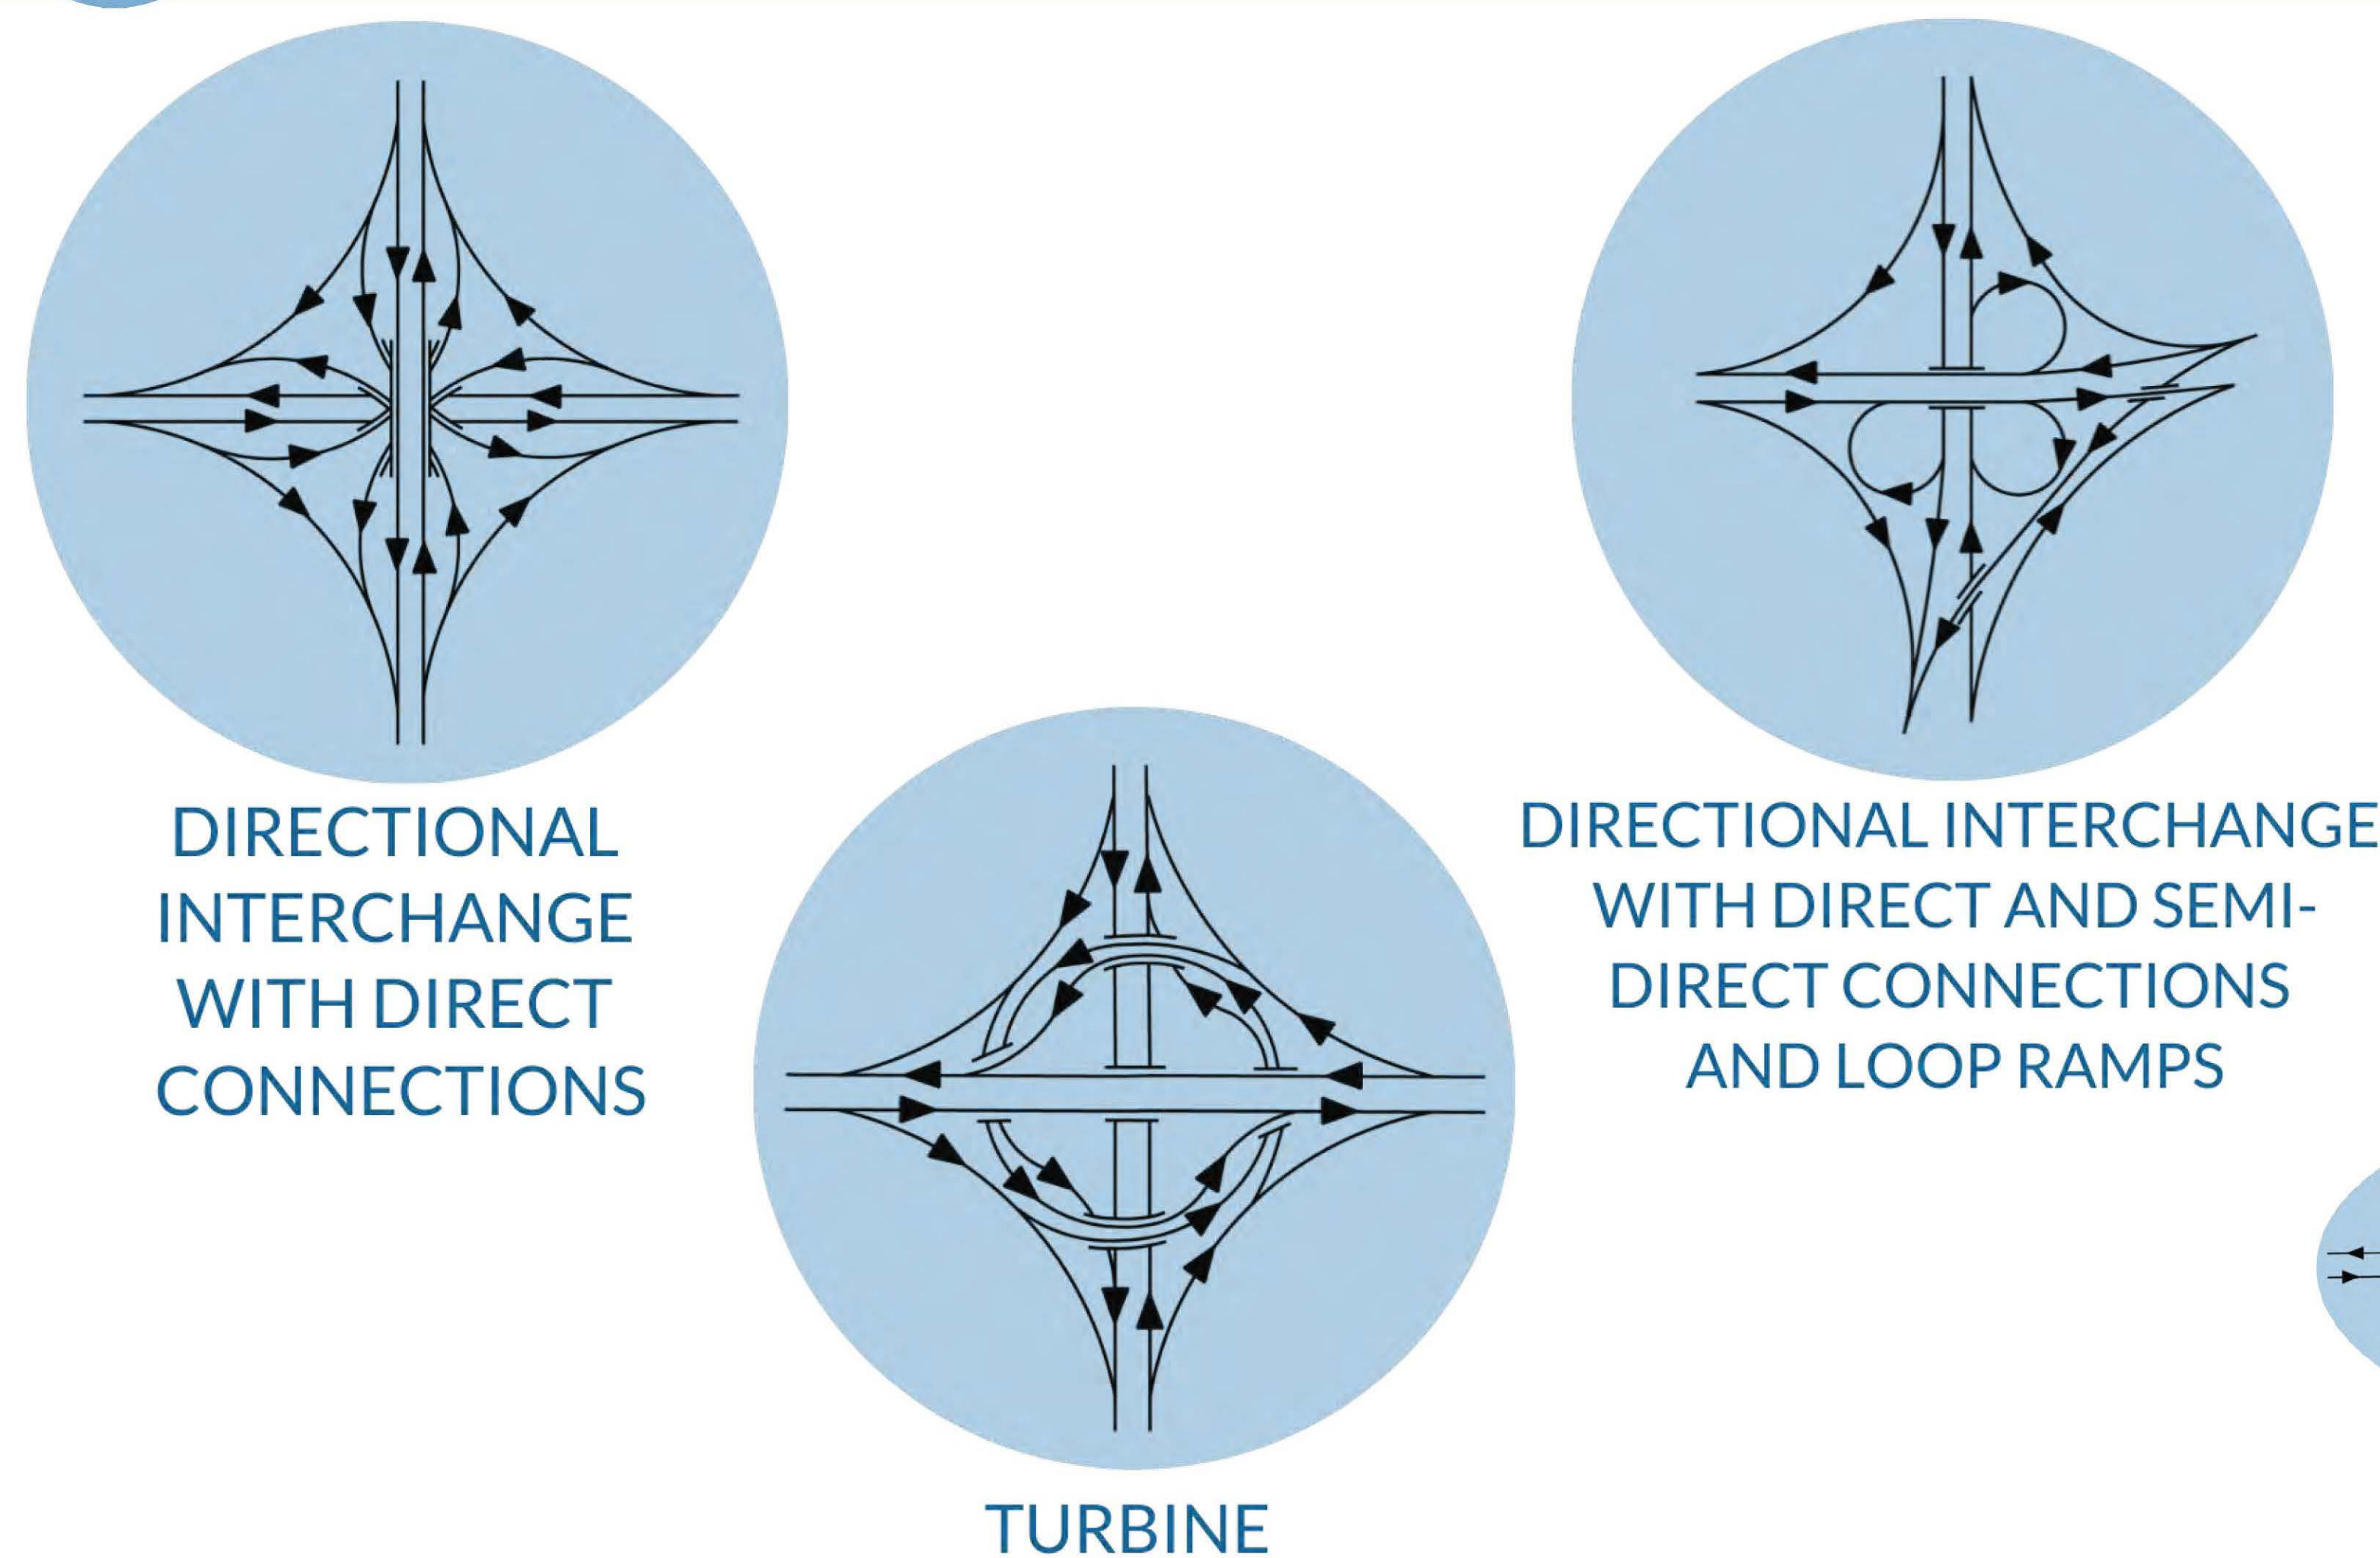 DIRECTIONAL
INTERCHANGE
WITH DIRECT
CONNECTIONS
DIRECTIONAL INTERCHANGE
WITH DIRECT AND SEMI-
DIRECT CONNECTIONS
AND LOOP RAMPS
TURBINE